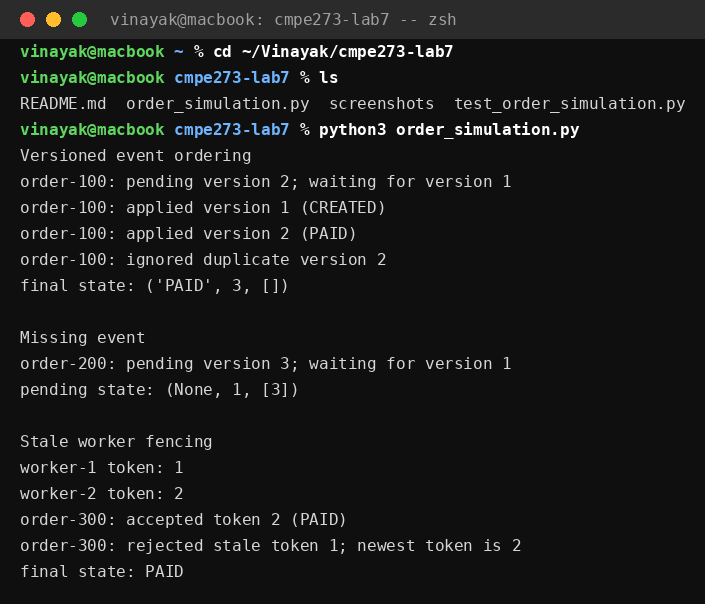 vinayak@macbook: cmpe273-lab7 -- zsh
vinayak@macbook ~ % cd ~/Vinayak/cmpe273-lab7
vinayak@macbook cmpe273-lab7 % ls
README.md  order_simulation.py  screenshots  test_order_simulation.py
vinayak@macbook cmpe273-lab7 % python3 order_simulation.py
Versioned event ordering
order-100: pending version 2; waiting for version 1
order-100: applied version 1 (CREATED)
order-100: applied version 2 (PAID)
order-100: ignored duplicate version 2
final state: ('PAID', 3, [])
Missing event
order-200: pending version 3; waiting for version 1
pending state: (None, 1, [3])
Stale worker fencing
worker-1 token: 1
worker-2 token: 2
order-300: accepted token 2 (PAID)
order-300: rejected stale token 1; newest token is 2
final state: PAID